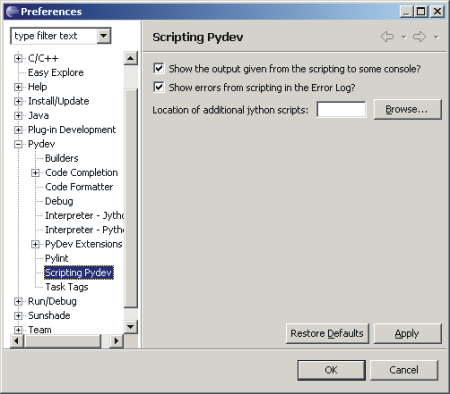 Preferences
type filter text
C/C++
Easy Explore
Help
Install/Update
Java
Plug-in Development
Pydev
Builders
Code Completion
Code Formatter
Debug
Interpreter - Jytho
Interpreter - Pytho
PyDev Extensions
Pylint
Scripting Pydev
Task Tags
Run/Debug
Sunshade
Team
Scripting Pydev
Show the output given from the scripting to some console?
Show errors from scripting in the Error Log?
Location of additional jython scripts:
Browse...
Restore Defaults
Apply
OK
Cancel